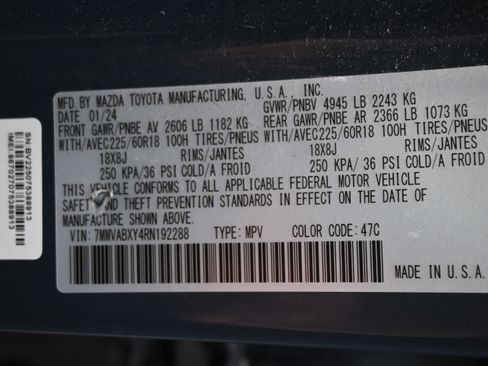 MFD.BY MAZDA TOYOTA MANUFACTURING, U.S.A., INC.
DATE 01/24 GVWR/PNBV 4945 LB 2243 KG
FRONT GAWR/PNBE AV 2606 LB 1182 KG REAR GAWR/PNBE AR 2366 LB 1073 KG
WITH/AVEC225/60R18 100H TIRES/PNEUS WITH/AVEC225/60R18 100H TIRES/PNEUS
18X8J RIMS/JANTES 18X8J RIMS/JANTES
250 KPA/ 36 PSI COLD/A FROID 250 KPA/ 36 PSI COLD/A FROID
THIS VEHICLE CONFORMS TO ALL APPLICABLE FEDERAL MOTOR VEHICLE
SAFETY AND THEFT PREVENTION STANDARDS IN EFFECT ON THE DATE OF
MANUFACTURE SHOWN ABOVE.
VIN: 7MMVABXY4RN192288 TYPE: MPV COLOR CODE: 47C
MADE IN U.S.A.
SN:BV325075388913
IMEI:867027075388913